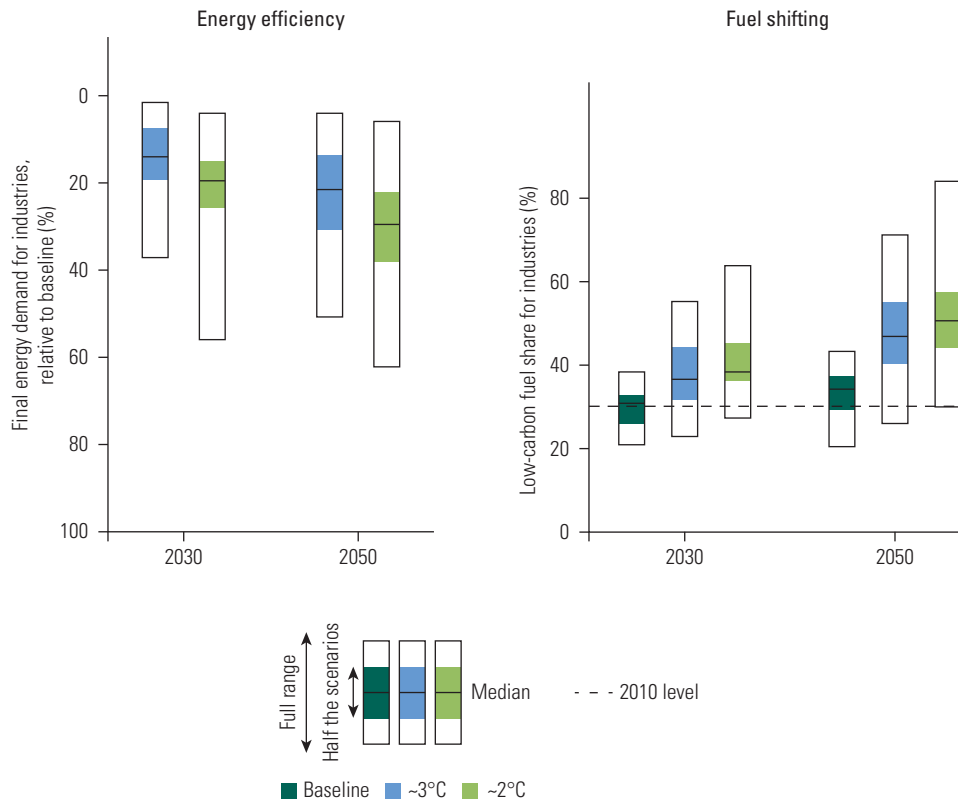 Energy efficiency
Final energy demand for industries,
relative to baseline (%)
0
20
40
60
80
100
2030
2050
Fuel shifting
Low-carbon fuel share for industries (%)
80
60
40
20
0
2030
2050
Full range
Half the scenarios
Median
2010 level
Baseline
~3°C
~2°C